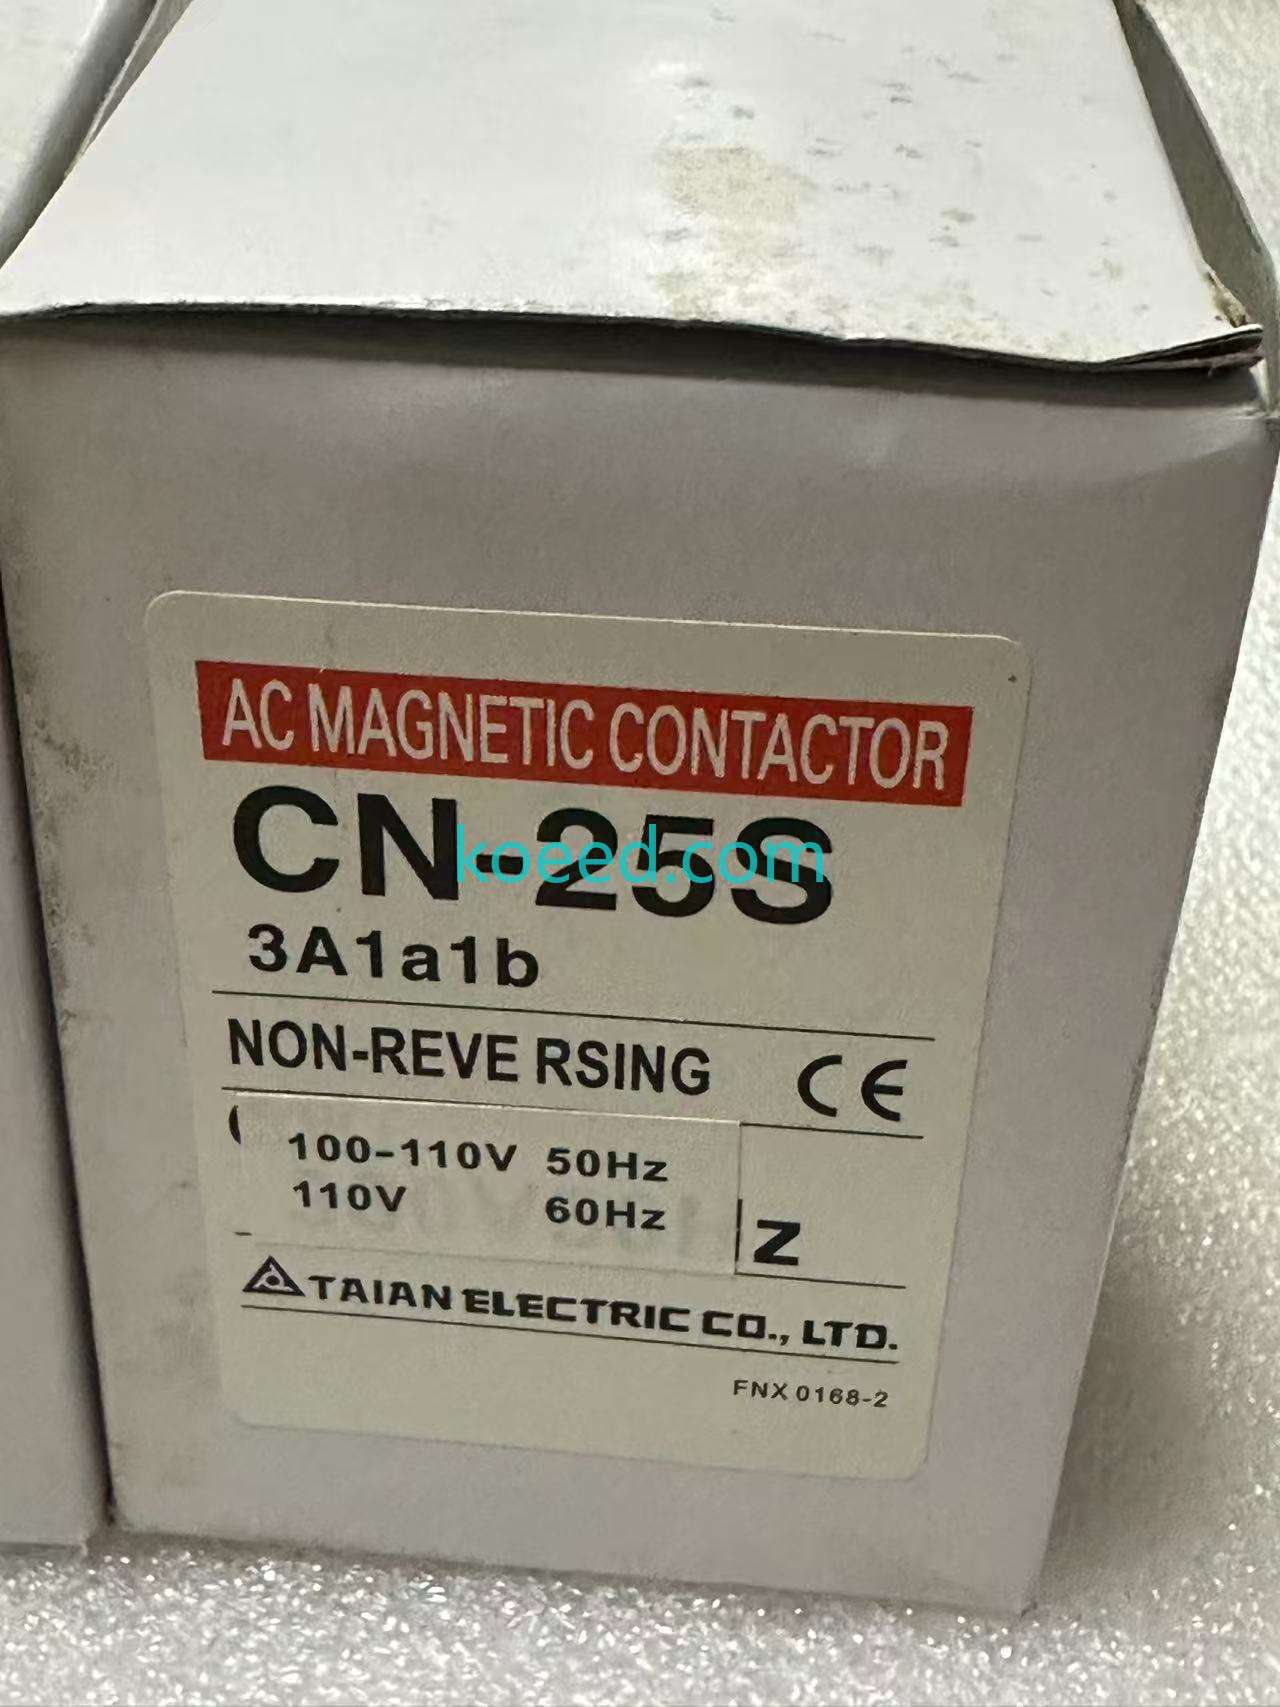 AC MAGNETIC CONTACTOR
CN-25S
koeed.com
3A1a1b
NON-REVE RSING CE
100-110V 50Hz
110V 60Hz
Z
TAIAN ELECTRIC CO., LTD.
FNX 0168-2